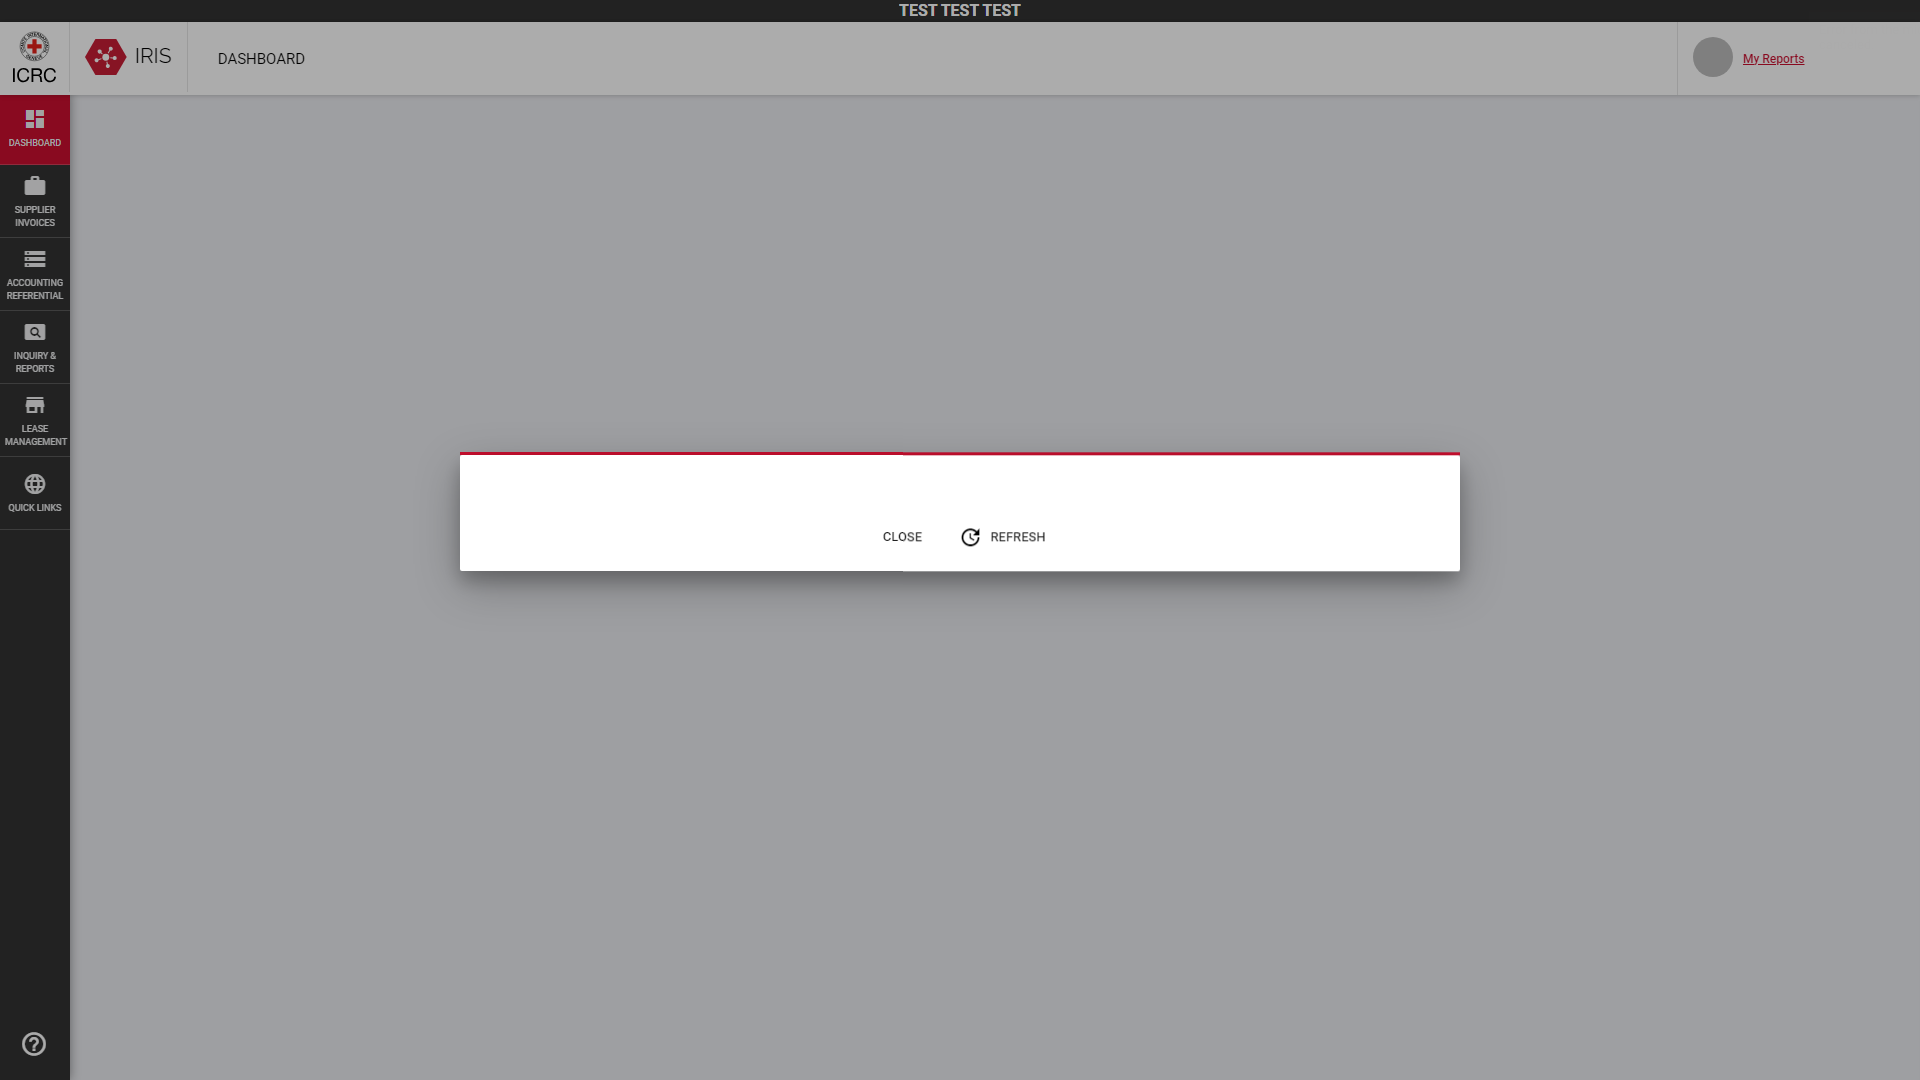 TEST TEST TEST
ICRC
IRIS
DASHBOARD
My Reports
DASHBOARD
SUPPLIER
INVOICES
ACCOUNTING
REFERENTIAL
INQUIRY &
REPORTS
LEASE
MANAGEMENT
QUICK LINKS
CLOSE
REFRESH